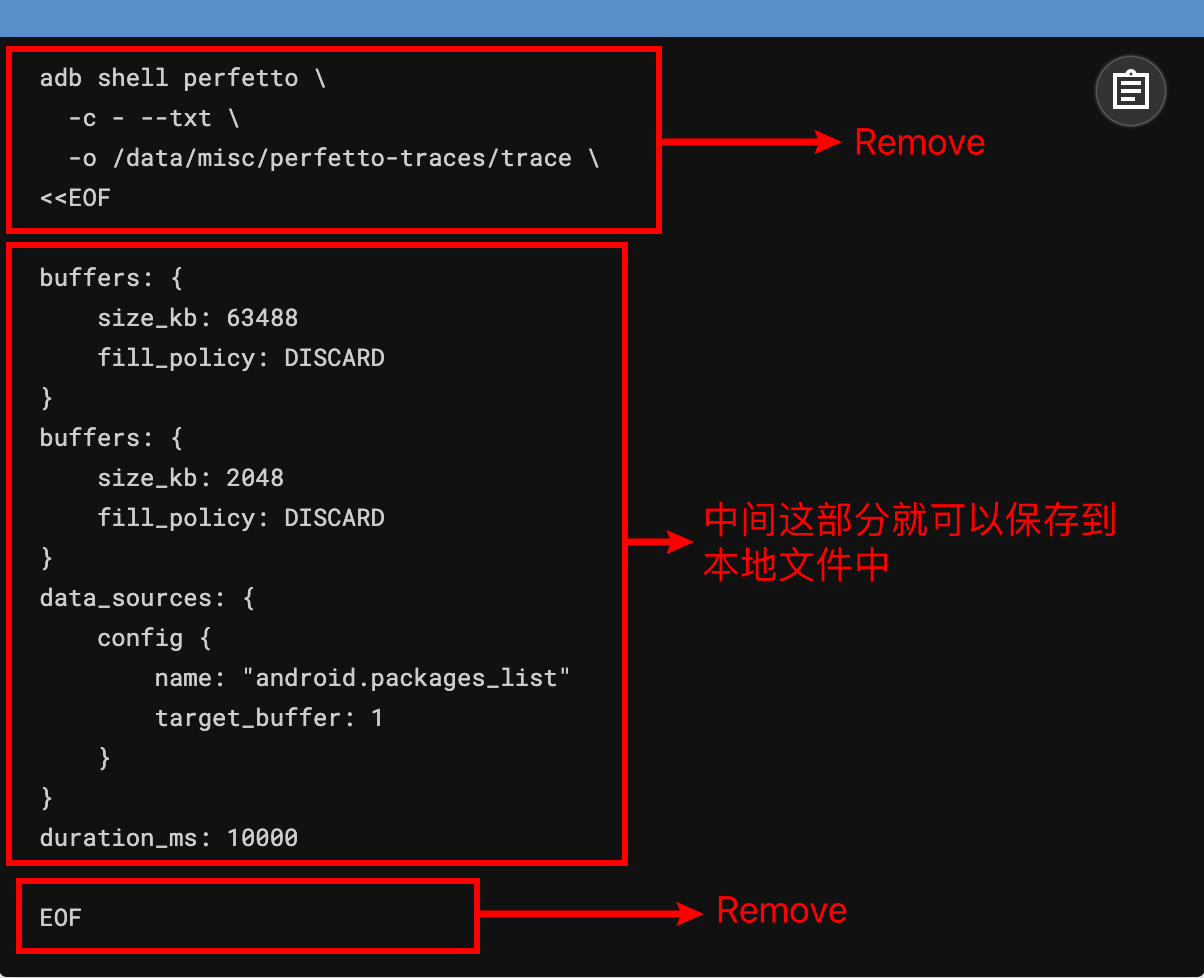 adb shell perfetto \
-c - --txt \
-o /data/misc/perfetto-traces/trace \
<<EOF
Remove
buffers: {
size_kb: 63488
fill_policy: DISCARD
}
buffers: {
size_kb: 2048
fill_policy: DISCARD
}
data_sources: {
config {
name: "android.packages_list"
target_buffer: 1
}
}
duration_ms: 10000
中间这部分就可以保存到
本地文件中
EOF
Remove